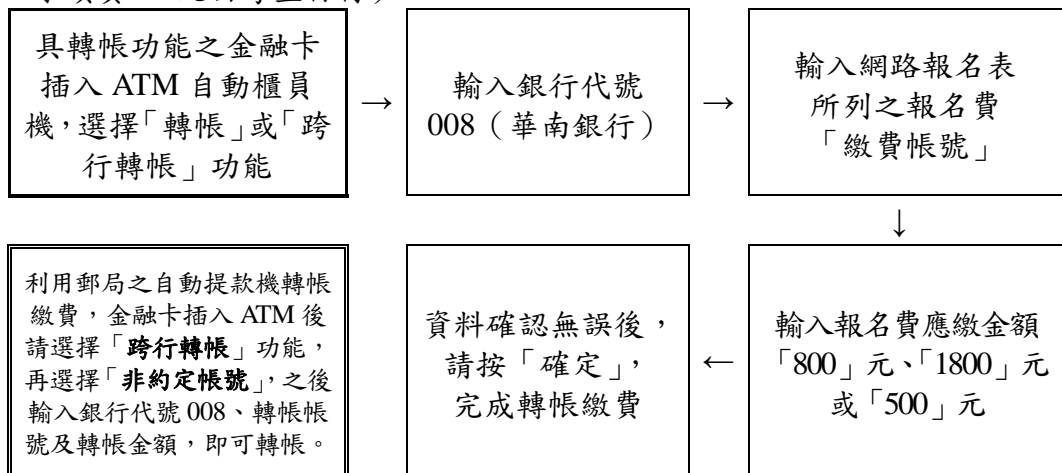 具轉帳功能之金融卡
插入 ATM 自動櫃員
機,選擇「轉帳」或「跨
行轉帳」功能
→
輸入銀行代號
008(華南銀行)
→
輸入網路報名表
所列之報名費
「繳費帳號」
↓
輸入報名費應繳金額
「800」元、「1800」元
或「500」元
←
資料確認無誤後,
請按「確定」,
完成轉帳繳費
利用郵局之自動提款機轉帳
繳費,金融卡插入 ATM 後
請選擇「跨行轉帳」功能,
再選擇「非約定帳號」,之後
輸入銀行代號 008、轉帳帳
號及轉帳金額,即可轉帳。